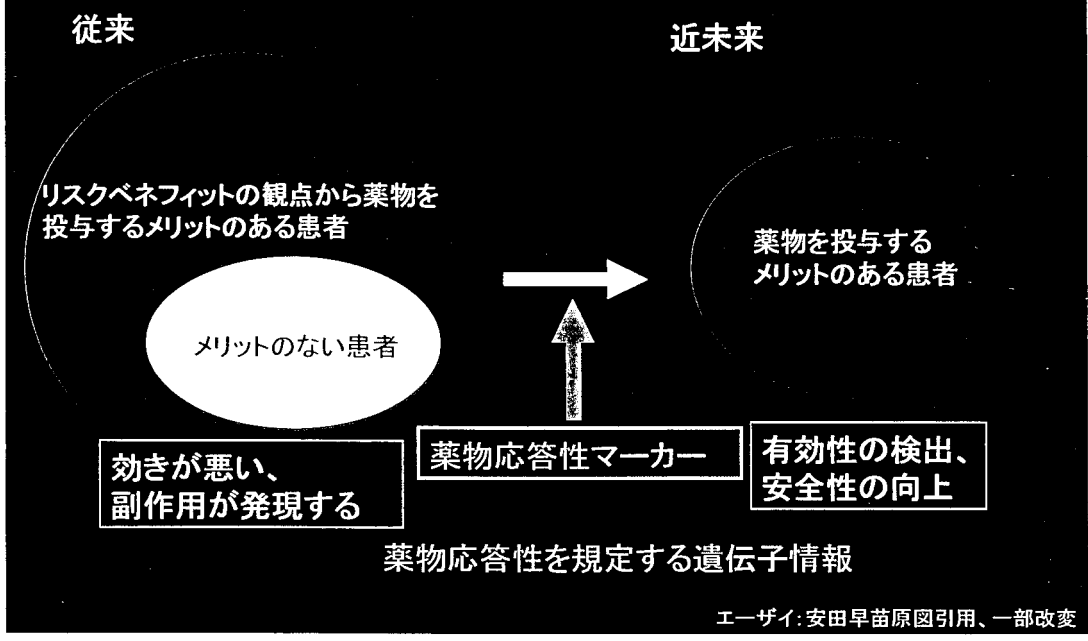 従来
近未来
リスクベネフィットの観点から薬物を
投与するメリットのある患者
メリットのない患者
薬物を投与する
メリットのある患者
効きが悪い、
副作用が発現する
薬物応答性マーカー
有効性の検出、
安全性の向上
薬物応答性を規定する遺伝子情報
エーザイ:安田早苗原図引用、一部改変